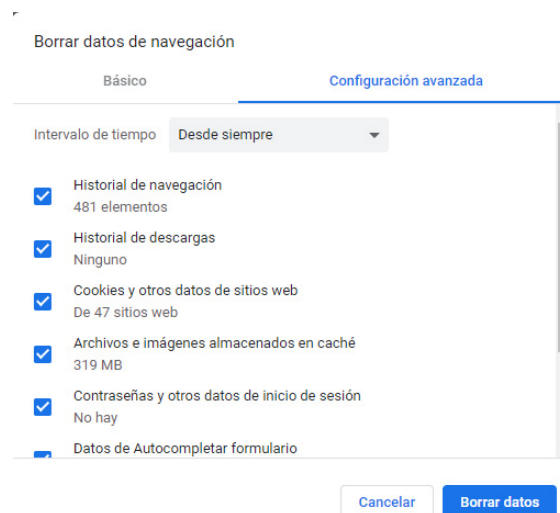 Borrar datos de navegación
Básico
Configuración avanzada
Intervalo de tiempo
Desde siempre
Historial de navegación
481 elementos
Historial de descargas
Ninguno
Cookies y otros datos de sitios web
De 47 sitios web
Archivos e imágenes almacenados en caché
319 MB
Contraseñas y otros datos de inicio de sesión
No hay
Datos de Autocompletar formulario
Cancelar
Borrar datos